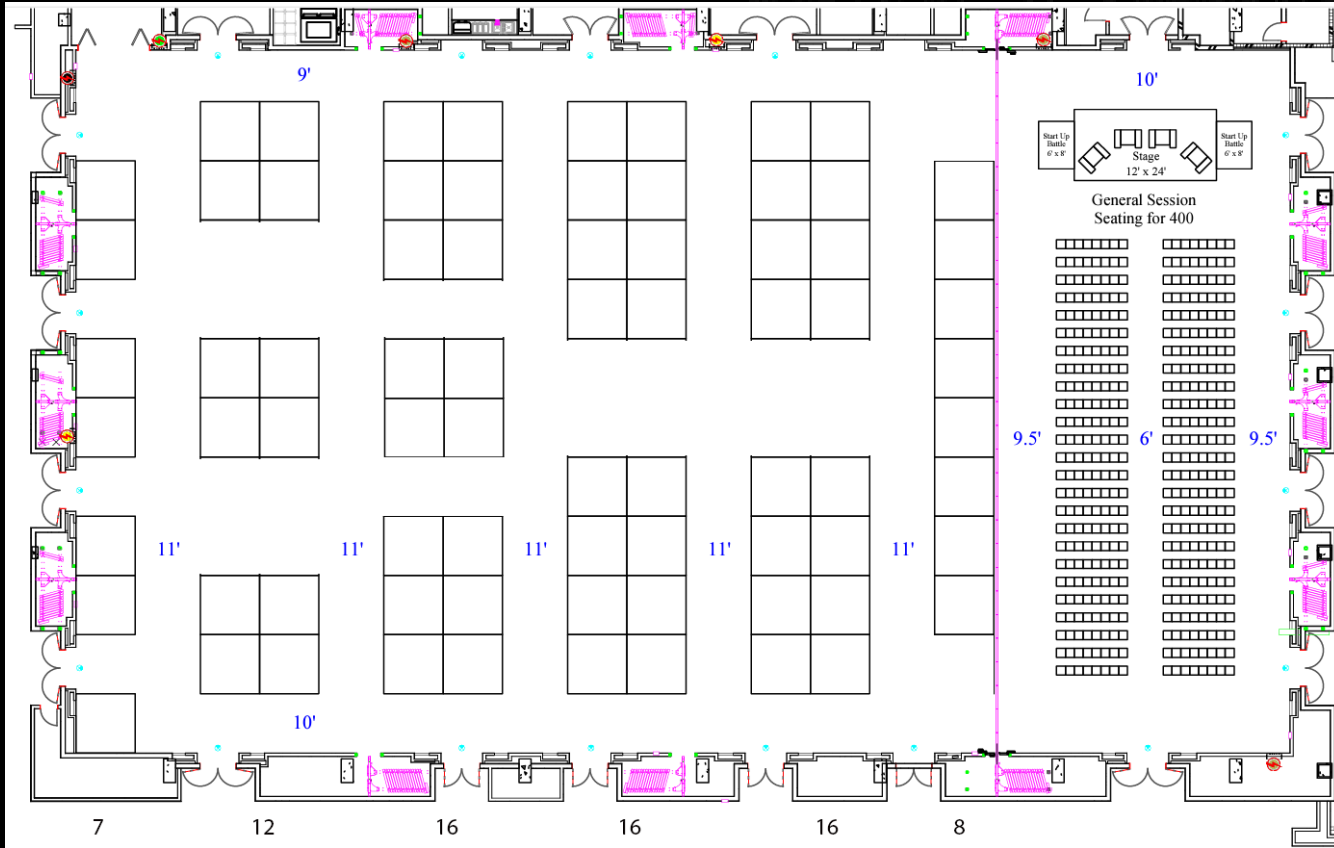 9'
10'
Start Up
Battle
6' x 8'
Stage
12' x 24'
Start Up
Battle
6' x 8'
General Session
Seating for 400
9.5'
6'
9.5'
11'
11'
11'
11'
11'
10'
7
12
16
16
16
8